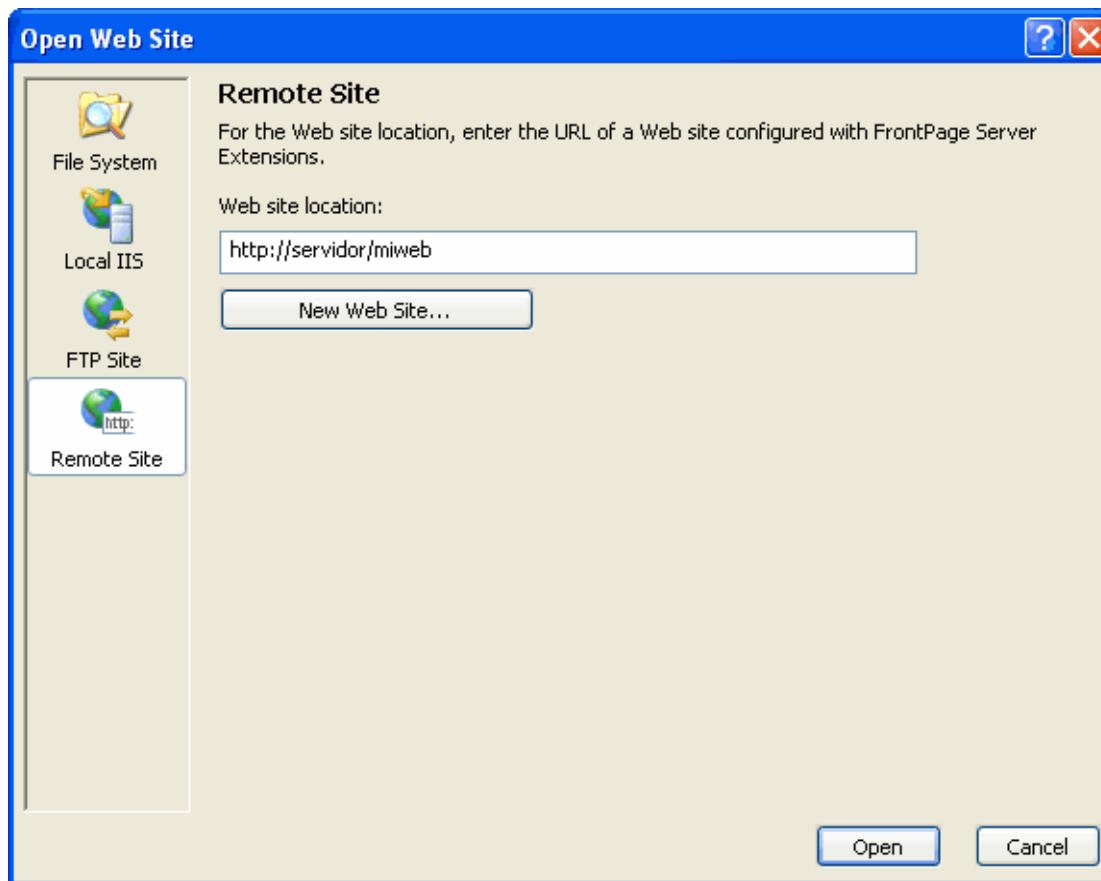 Open Web Site
?
File System
Local IIS
FTP Site
http:
Remote Site
Remote Site
For the Web site location, enter the URL of a Web site configured with FrontPage Server
Extensions.
Web site location:
http://servidor/miweb
New Web Site...
Open
Cancel